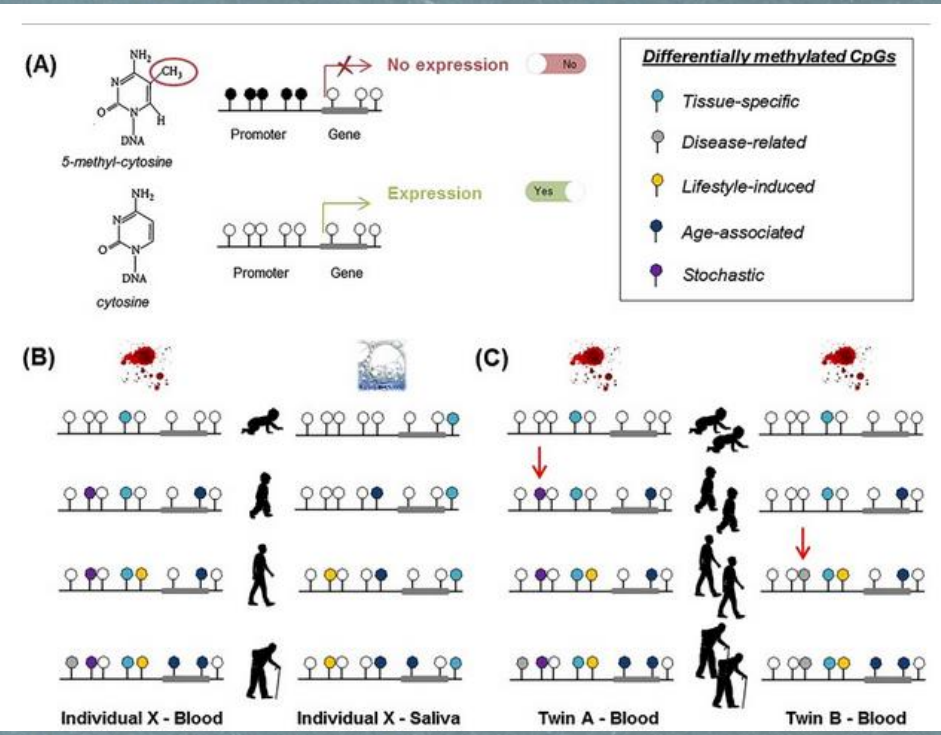 (A)
NH₂
CH₃
N
O
N
H
DNA
5-methyl-cytosine
NH₂
N
O
N
DNA
cytosine
No expression
No
Promoter
Gene
Expression
Yes
Promoter
Gene
Differentially methylated CpGs
Tissue-specific
Disease-related
Lifestyle-induced
Age-associated
Stochastic
(B)
Individual X - Blood
Individual X - Saliva
(C)
Twin A - Blood
Twin B - Blood